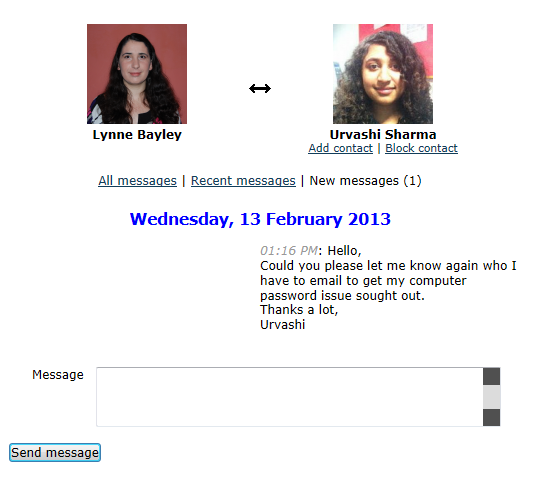 Lynne Bayley
Urvashi Sharma
Add contact | Block contact
All messages | Recent messages | New messages (1)
Wednesday, 13 February 2013
01:16 PM: Hello,
Could you please let me know again who I
have to email to get my computer
password issue sought out.
Thanks a lot,
Urvashi
Message
Send message